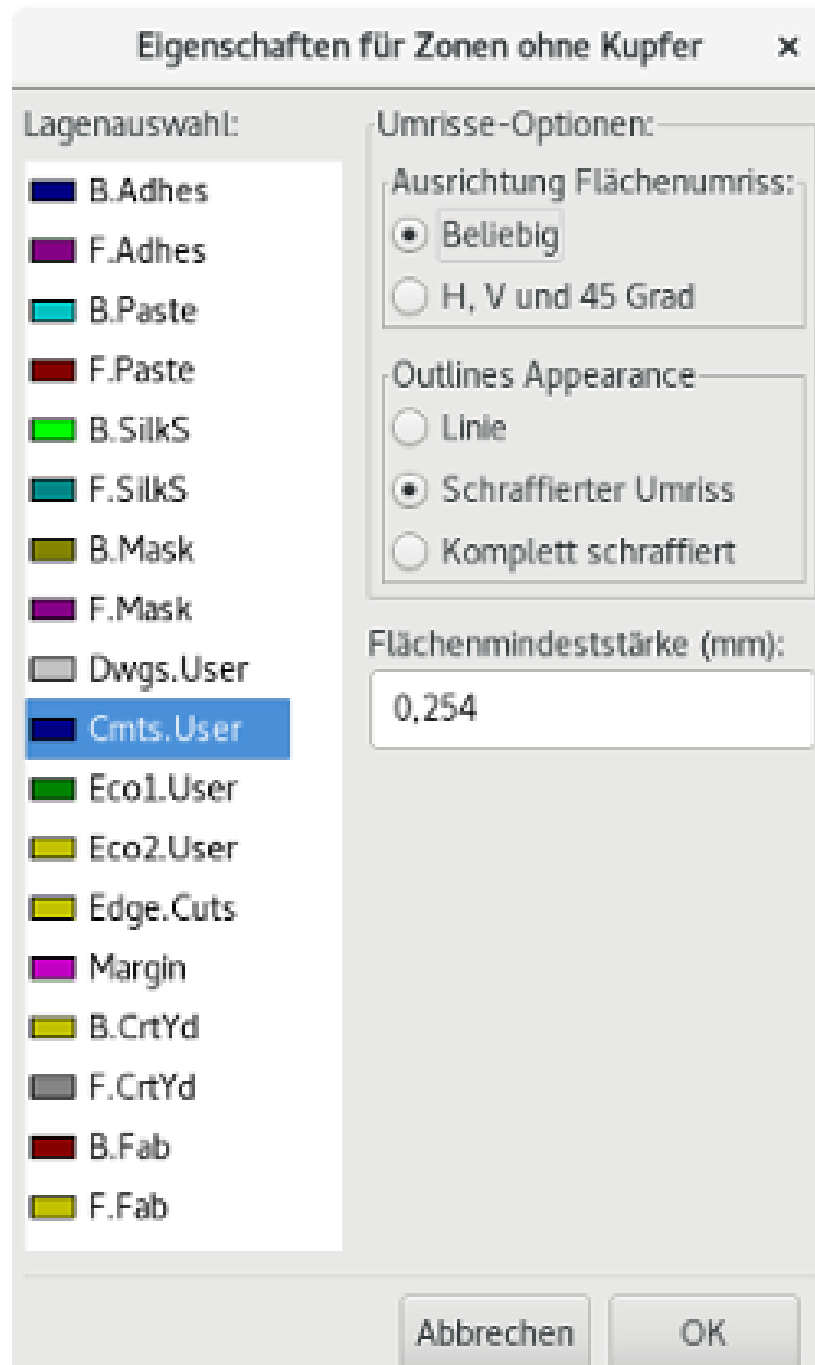 Eigenschaften für Zonen ohne Kupfer
×
Lagenauswahl:
B.Adhes
F.Adhes
B.Paste
F.Paste
B.SilkS
F.SilkS
B.Mask
F.Mask
Dwgs.User
Cmts.User
Eco1.User
Eco2.User
Edge.Cuts
Margin
B.CrtYd
F.CrtYd
B.Fab
F.Fab
Umrisse-Optionen:
Ausrichtung Flächenumriss:
Beliebig
H, V und 45 Grad
Outlines Appearance
Linie
Schraffierter Umriss
Komplett schraffiert
Flächenmindeststärke (mm):
0,254
Abbrechen
OK